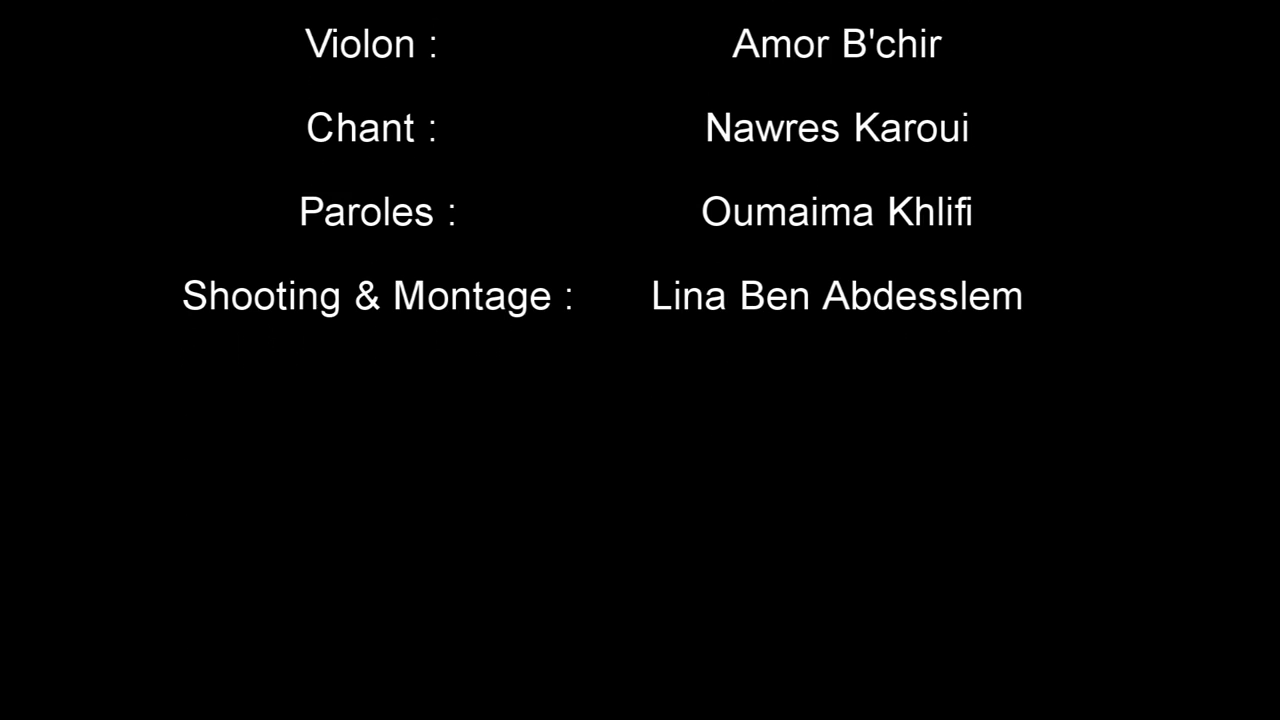 Violon : Amor B'chir
Chant : Nawres Karoui
Paroles : Oumaima Khlifi
Shooting & Montage : Lina Ben Abdesslem